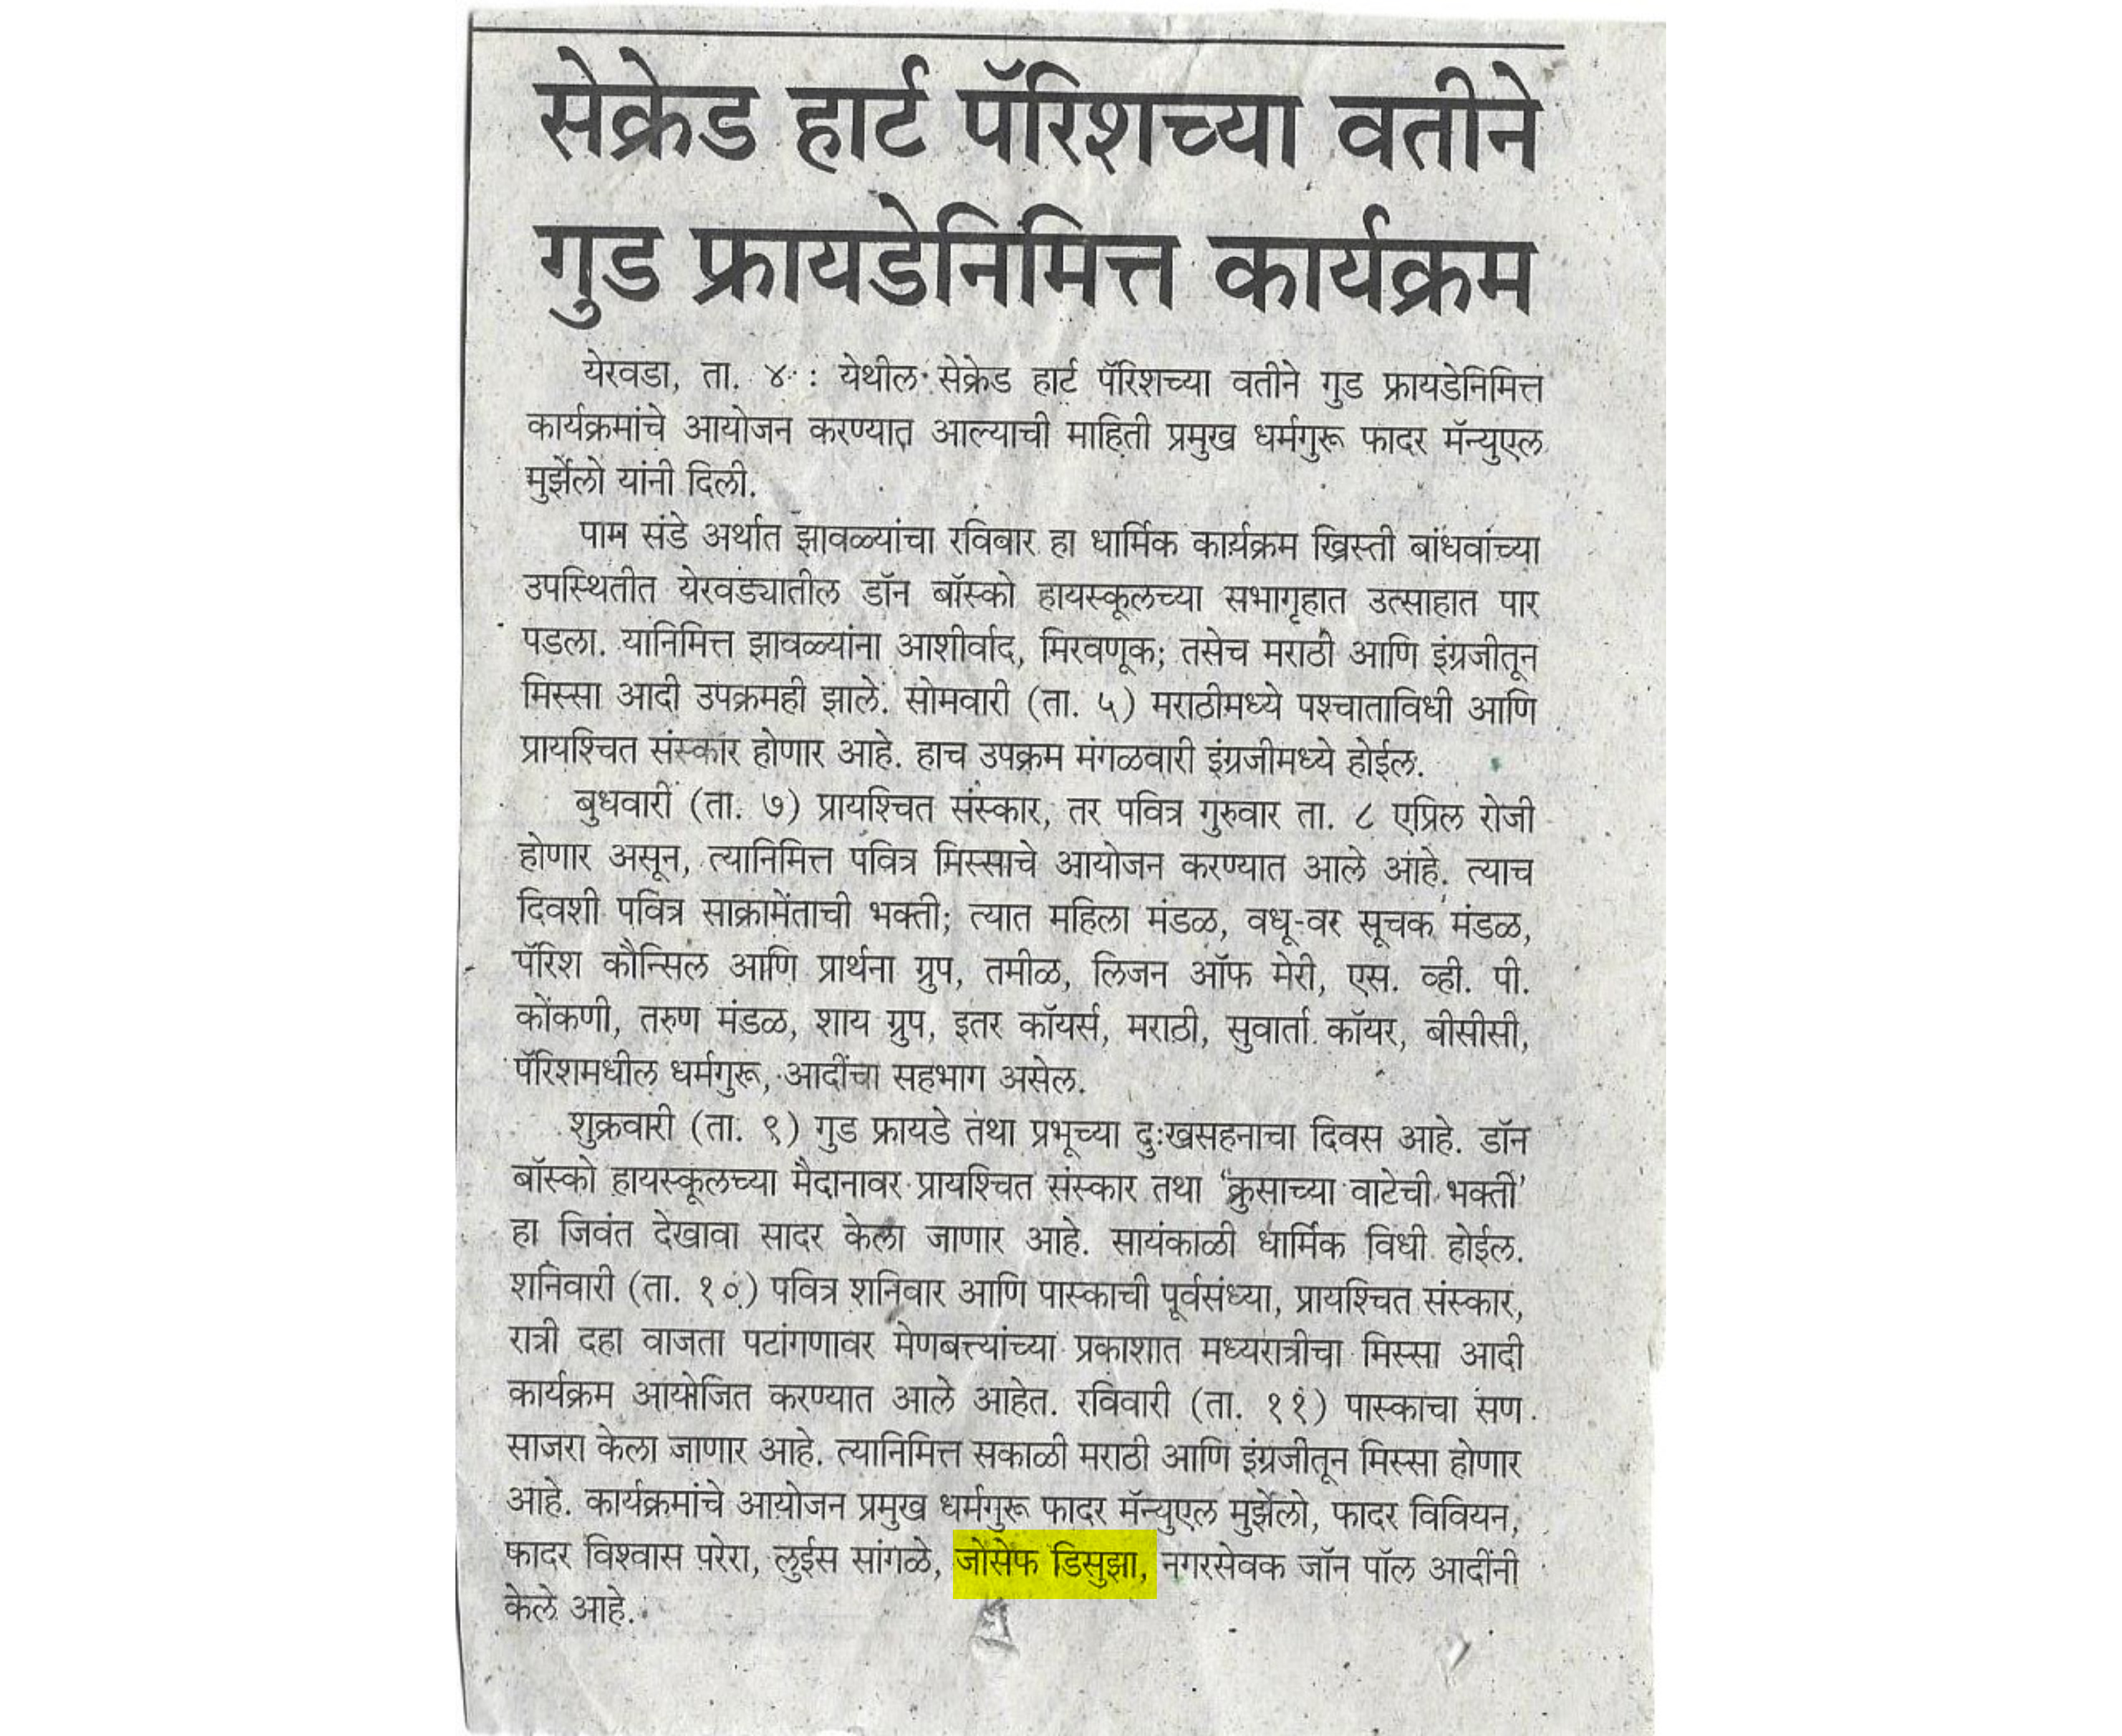 सेक्रेड हार्ट पॅरिशच्या वतीने
गुड फ्रायडेनिमित्त कार्यक्रम
येरवडा, ता. ४ : येथील सेक्रेड हार्ट पॅरिशच्या वतीने गुड फ्रायडेनिमित्त
कार्यक्रमांचे आयोजन करण्यात आल्याची माहिती प्रमुख धर्मगुरू फादर मॅन्युएल
मुर्झेलो यांनी दिली.
पाम संडे अर्थात झावळ्यांचा रविवार हा धार्मिक कार्यक्रम ख्रिस्ती बांधवांच्या
उपस्थितीत येरवड्यातील डॉन बॉस्को हायस्कूलच्या सभागृहात उत्साहात पार
पडला. यानिमित्त झावळ्यांना आशीर्वाद, मिरवणूक; तसेच मराठी आणि इंग्रजीतून
मिस्सा आदी उपक्रमही झाले. सोमवारी (ता. ५) मराठीमध्ये पश्चाताविधी आणि
प्रायश्चित संस्कार होणार आहे. हाच उपक्रम मंगळवारी इंग्रजीमध्ये होईल.
बुधवारी (ता. ७) प्रायश्चित संस्कार, तर पवित्र गुरुवार ता. ८ एप्रिल रोजी
होणार असून, त्यानिमित्त पवित्र मिस्साचे आयोजन करण्यात आले आहे. त्याच
दिवशी पवित्र साक्रामेंताची भक्ती; त्यात महिला मंडळ, वधू-वर सूचक मंडळ,
पॅरिश कौन्सिल आणि प्रार्थना ग्रुप, तमीळ, लिजन ऑफ मेरी, एस. व्ही. पी.
कोंकणी, तरुण मंडळ, शाय ग्रुप, इतर कॉयर्स, मराठी, सुवार्ता कॉयर, बीसीसी,
पॅरिशमधील धर्मगुरू, आदींचा सहभाग असेल.
शुक्रवारी (ता. ९) गुड फ्रायडे तथा प्रभूच्या दुःखसहनाचा दिवस आहे. डॉन
बॉस्को हायस्कूलच्या मैदानावर प्रायश्चित संस्कार तथा 'क्रुसाच्या वाटेची भक्ती'
हा जिवंत देखावा सादर केला जाणार आहे. सायंकाळी धार्मिक विधी होईल.
शनिवारी (ता. १०) पवित्र शनिवार आणि पास्काची पूर्वसंध्या, प्रायश्चित संस्कार,
रात्री दहा वाजता पटांगणावर मेणबत्त्यांच्या प्रकाशात मध्यरात्रीचा मिस्सा आदी
कार्यक्रम आयोजित करण्यात आले आहेत. रविवारी (ता. ११) पास्काचा सण
साजरा केला जाणार आहे. त्यानिमित्त सकाळी मराठी आणि इंग्रजीतून मिस्सा होणार
आहे. कार्यक्रमांचे आयोजन प्रमुख धर्मगुरू फादर मॅन्युएल मुर्झेलो, फादर विवियन,
फादर विश्वास परेरा, लुईस सांगळे, जोसेफ डिसुझा, नगरसेवक जॉन पॉल आदींनी
केले आहे.